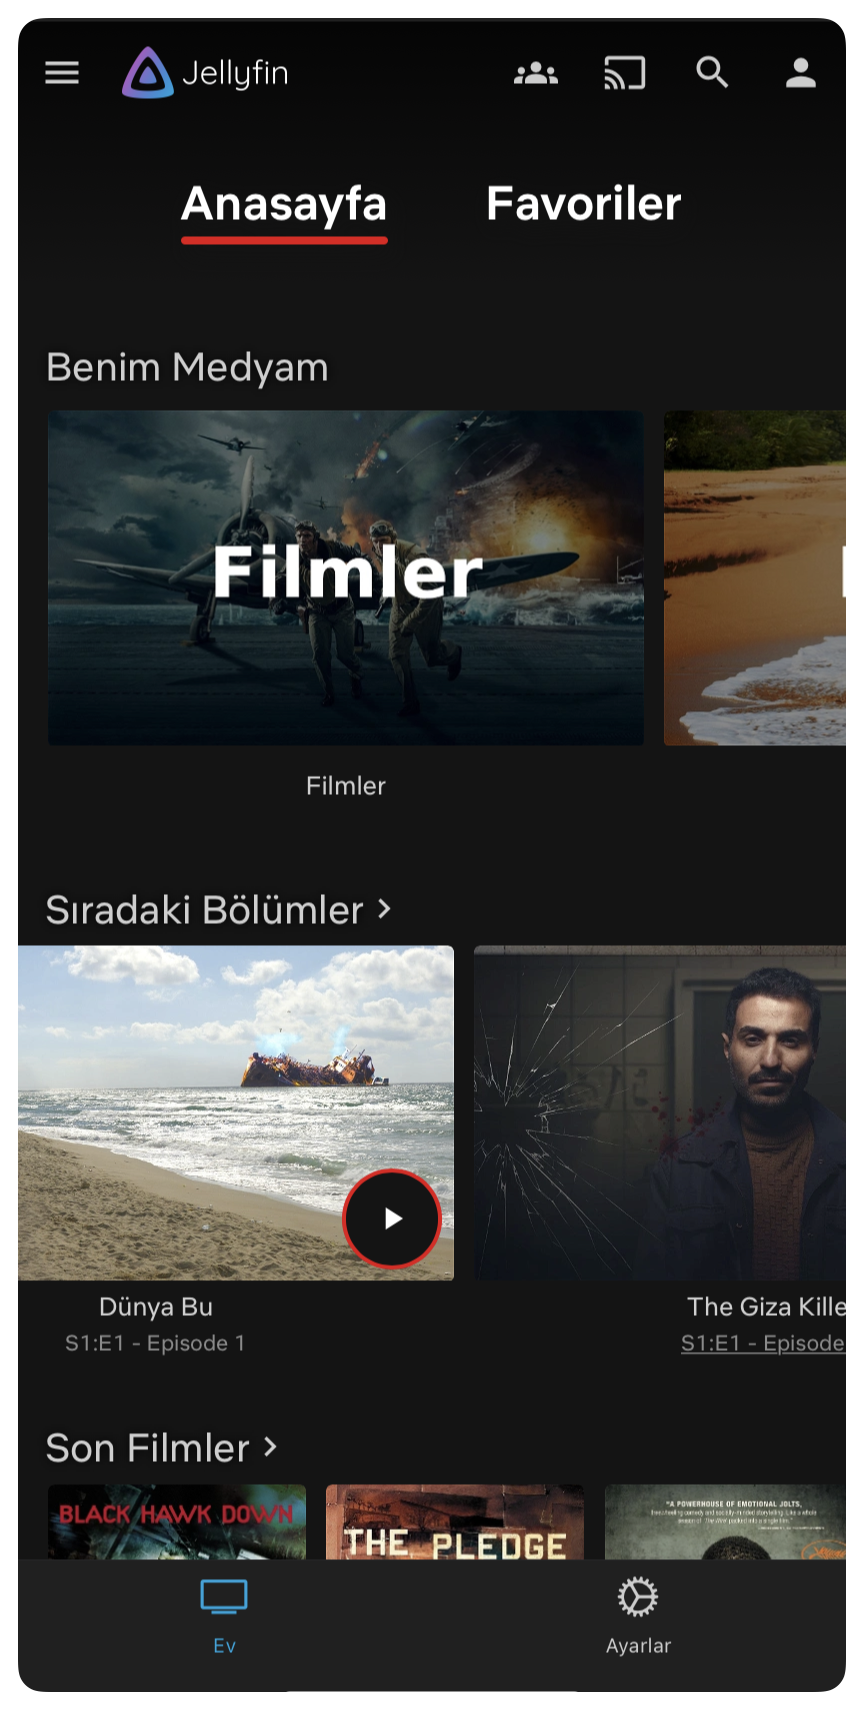 Jellyfin
Anasayfa Favoriler
Benim Medyam
Filmler
Filmler
Sıradaki Bölümler
Dünya Bu
S1:E1 - Episode 1
The Giza Kille
S1:E1 - Episode
Son Filmler
BLACK HAWK DOWN
THE PLEDGE
"A POWERHOUSE OF EMOTIONAL JOLTS,
Ev
Ayarlar